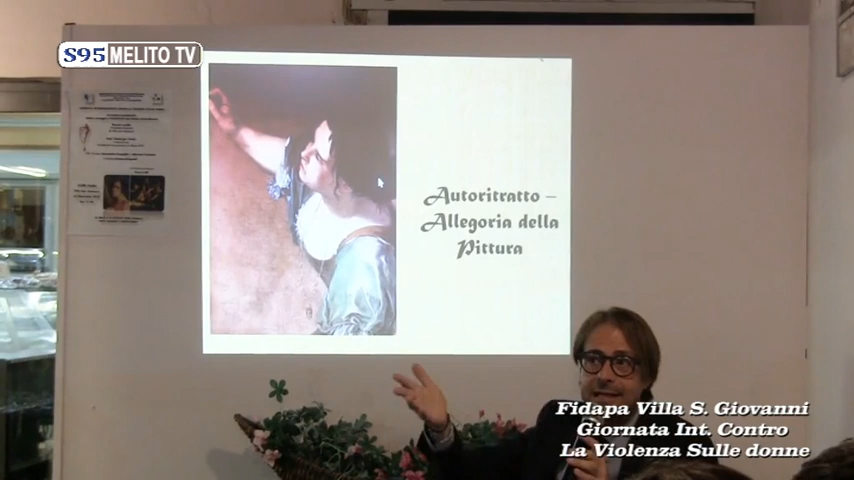 S95 MELITO TV
Autoritratto –
Allegoria della
Pittura
Fidapa Villa S. Giovanni
Giornata Int. Contro
La Violenza Sulle donne